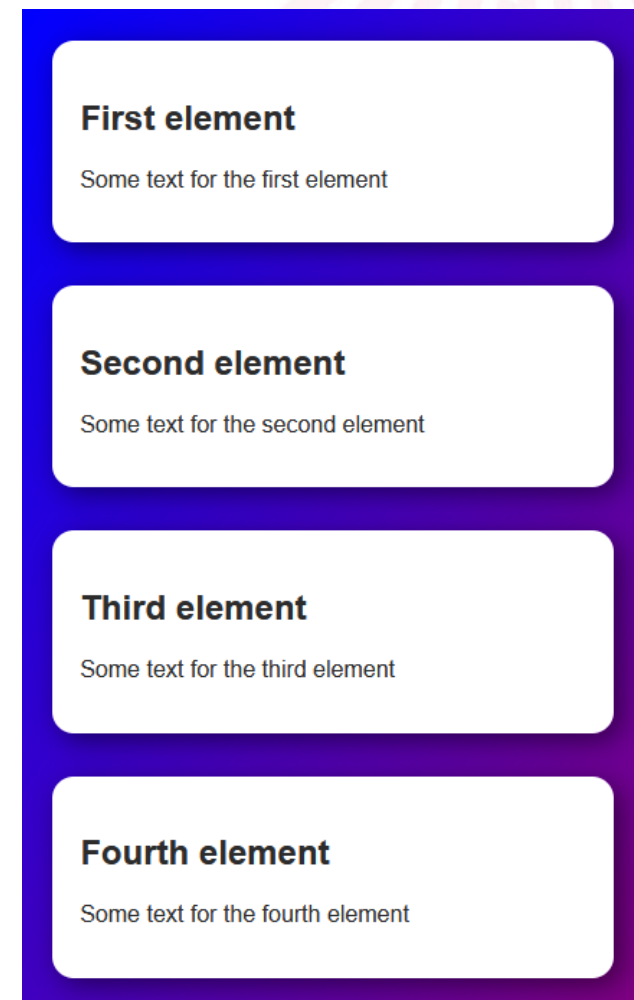 First element
Some text for the first element
Second element
Some text for the second element
Third element
Some text for the third element
Fourth element
Some text for the fourth element